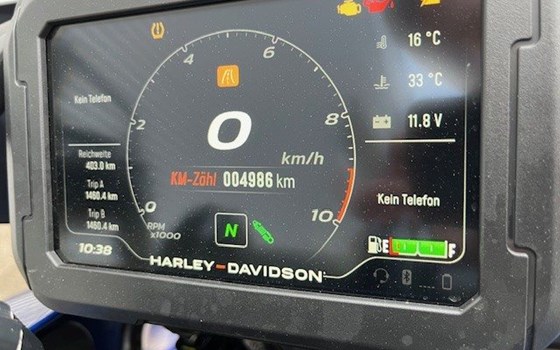 4
6
16 °C
33 °C
Kein Telefon
2
0
8
11.8 V
km/h
Reichweite
403.0 km
KM-Zähl 004986 km
Trip A
1460.4 km
Kein Telefon
Trip B
1460.4 km
0
RPM
x1000
N
10
E F
10:38
HARLEY-DAVIDSON